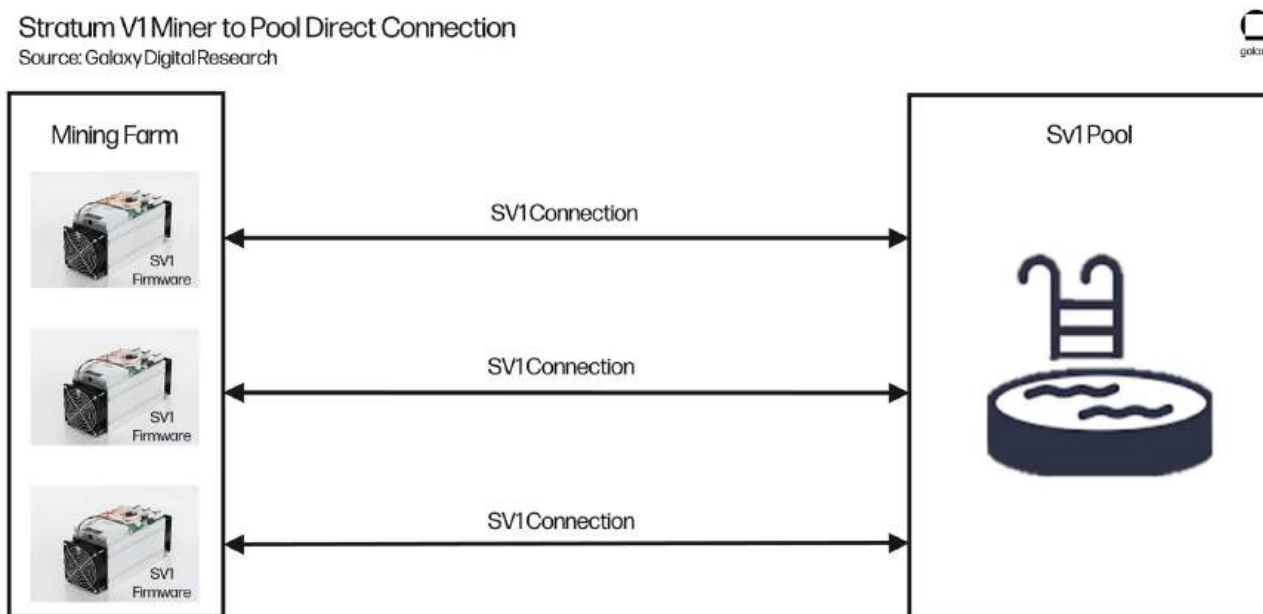 Stratum V1 Miner to Pool Direct Connection
Source: Galaxy Digital Research
Mining Farm
Sv1 Pool
SV1
Firmware
SV1 Connection
SV1
Firmware
SV1 Connection
SV1
Firmware
SV1 Connection